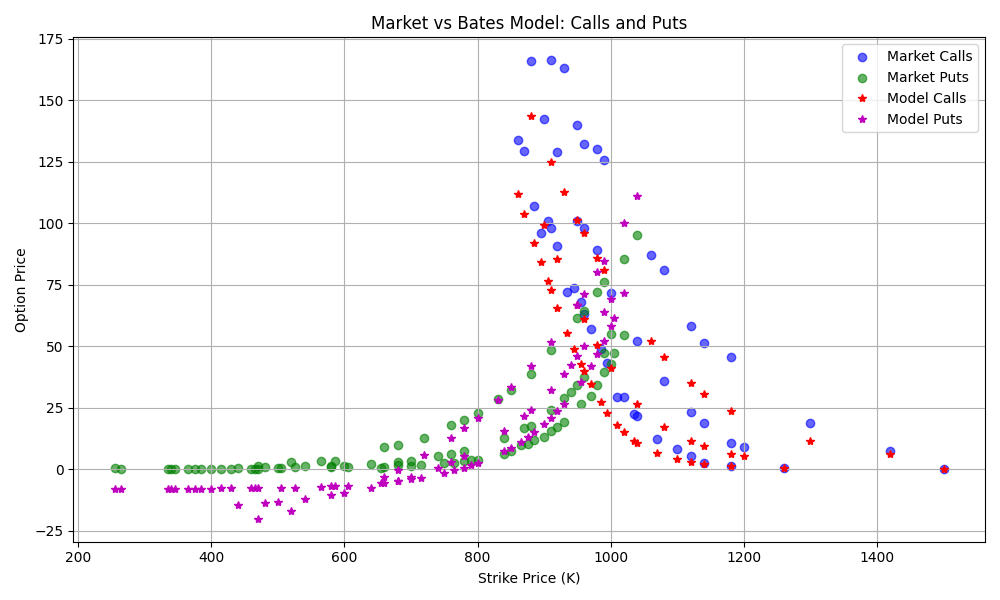 Market vs Bates Model: Calls and Puts
175
150
125
100
75
50
25
0
−25
Option Price
200
400
600
800
1000
1200
1400
Strike Price (K)
Market Calls
Market Puts
Model Calls
Model Puts